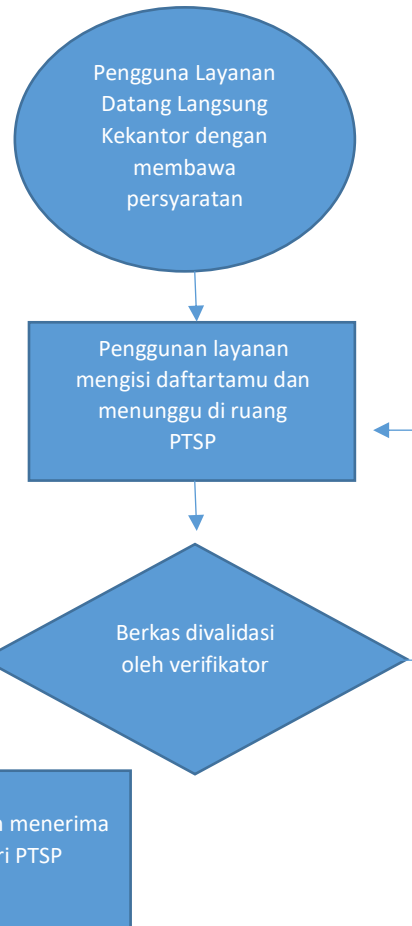 Pengguna Layanan
Datang Langsung
Kekantor dengan
membawa
persyaratan
Penggunan layanan
mengisi daftartamu dan
menunggu di ruang
PTSP
Berkas divalidasi
oleh verifikator
menerima
PTSP